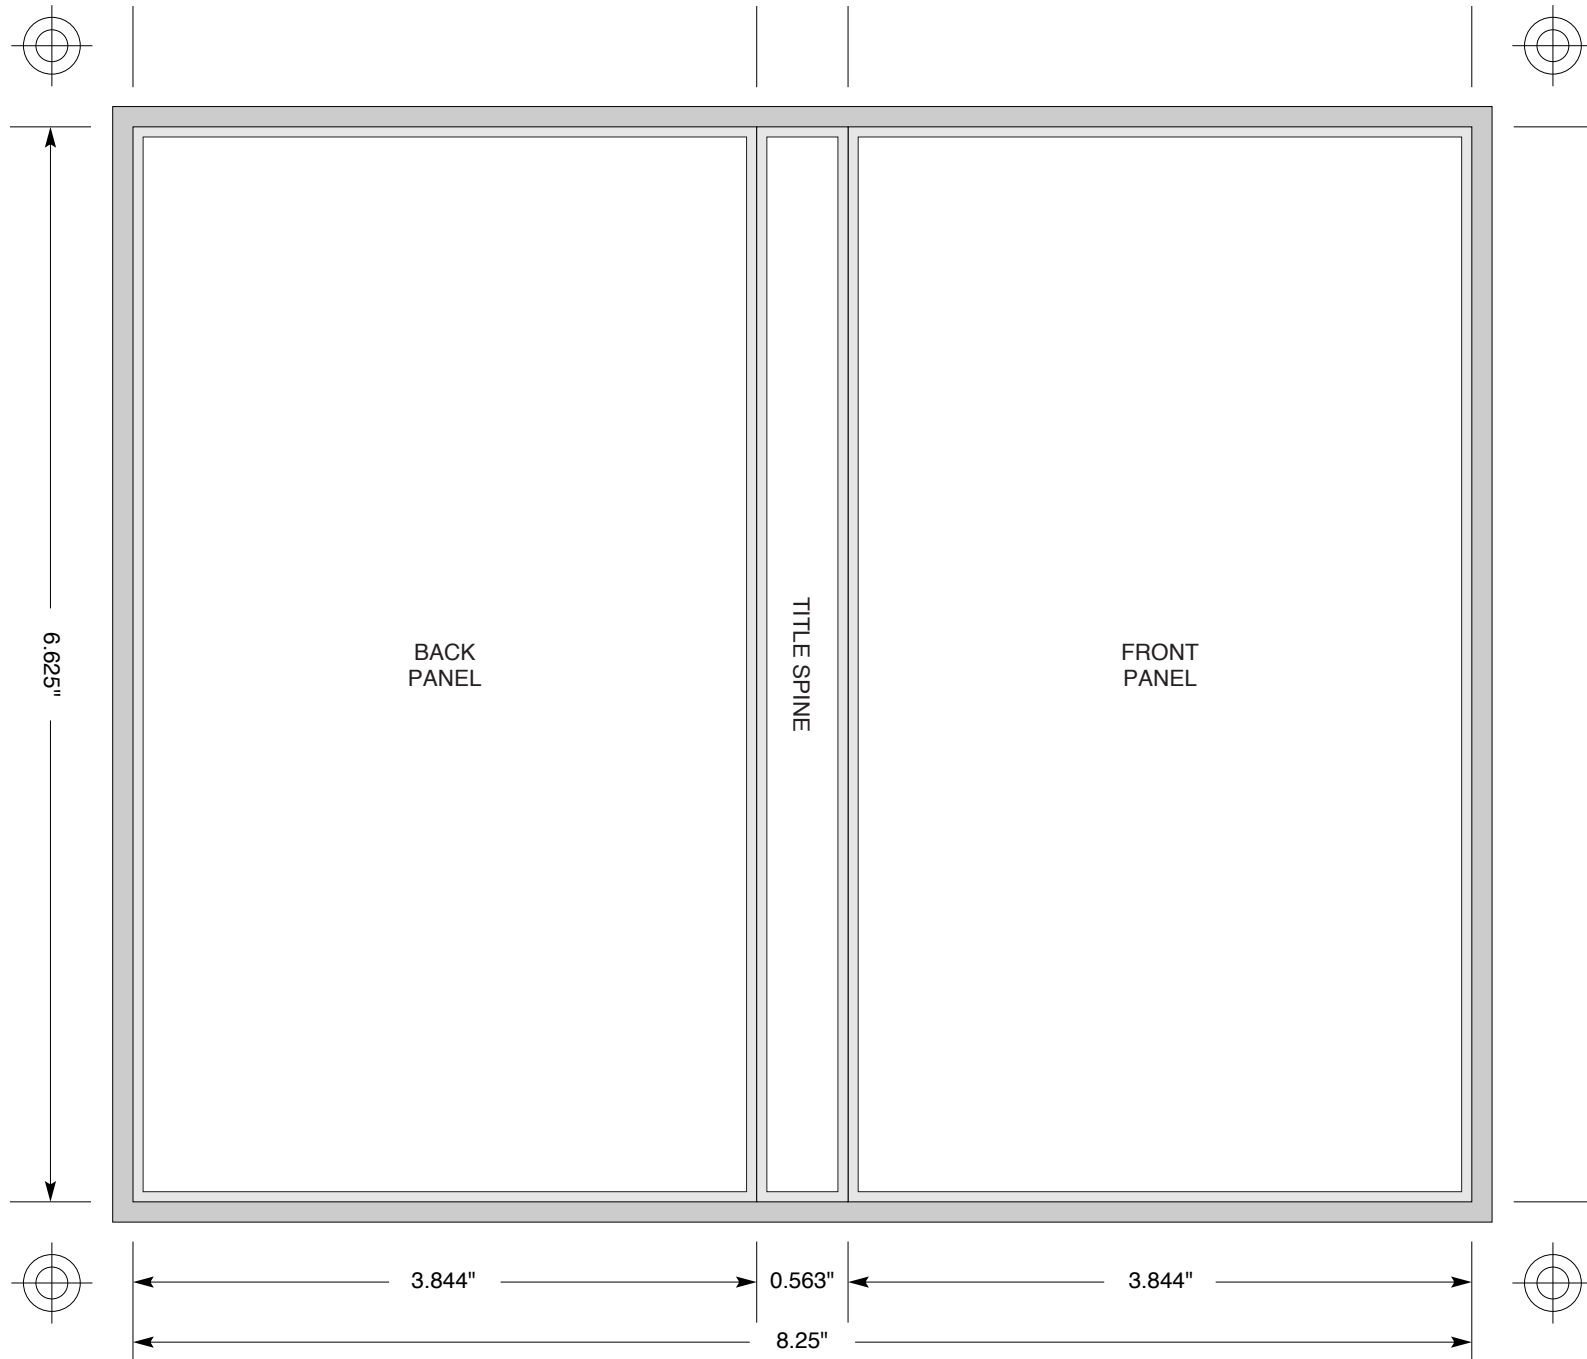 6.625"
BACK
PANEL
TITLE SPINE
FRONT
PANEL
3.844"
0.563"
3.844"
8.25"